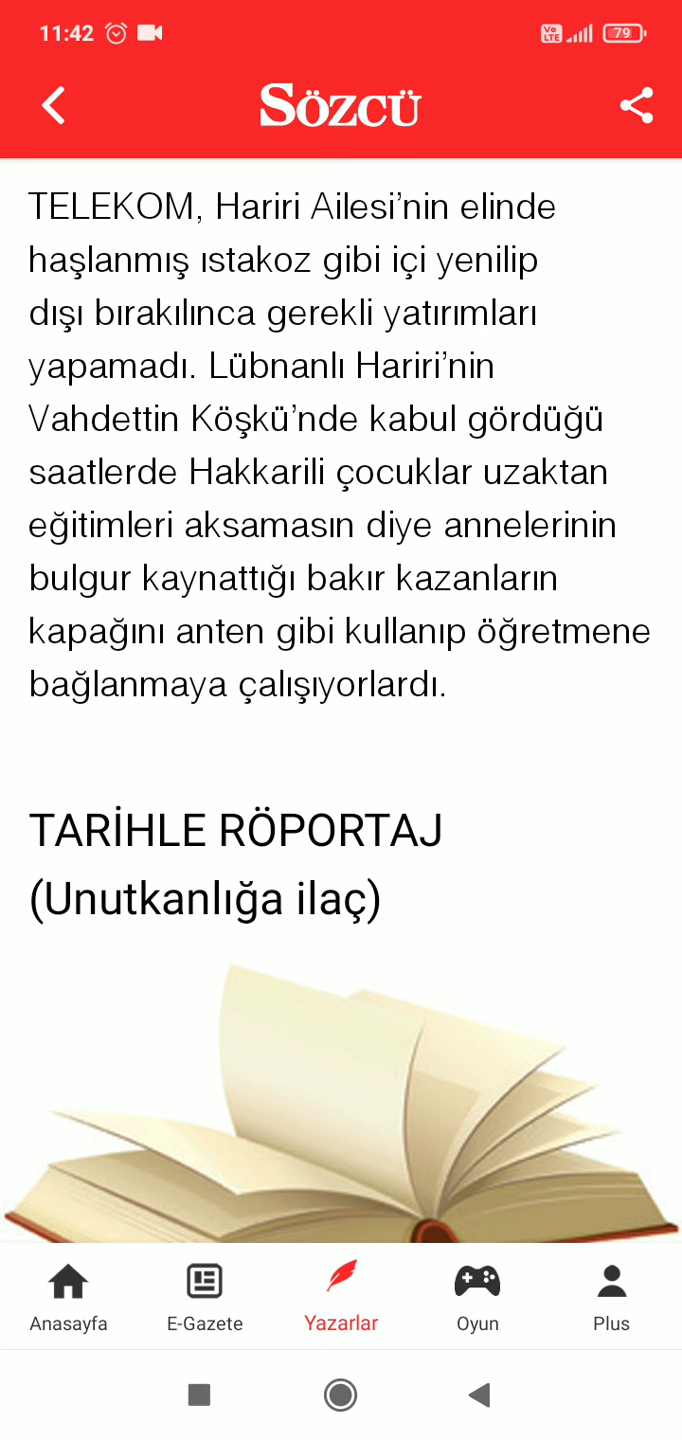 11:42
Vo LTE
79
SÖZCÜ
TELEKOM, Hariri Ailesi’nin elinde
haşlanmış ıstakoz gibi içi yenilip
dışı bırakılınca gerekli yatırımları
yapamadı. Lübnanlı Hariri’nin
Vahdettin Köşkü’nde kabul gördüğü
saatlerde Hakkarili çocuklar uzaktan
eğitimleri aksamasın diye annelerinin
bulgur kaynattığı bakır kazanların
kapağını anten gibi kullanıp öğretmene
bağlanmaya çalışıyorlardı.
TARİHLE RÖPORTAJ
(Unutkanlığa ilaç)
Anasayfa
E-Gazete
Yazarlar
Oyun
Plus